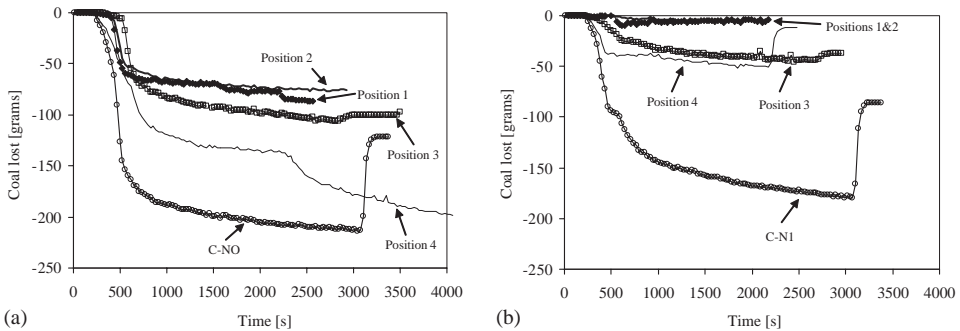 0
-50
-100
-150
-200
-250
Coal lost [grams]
0 500 1000 1500 2000 2500 3000 3500 4000
Time [s]
Position 2
Position 1
Position 3
Position 4
C-NO
(a)
0
-50
-100
-150
-200
-250
Coal lost [grams]
0 500 1000 1500 2000 2500 3000 3500 4000
Time [s]
Positions 1&2
Position 4
Position 3
C-N1
(b)